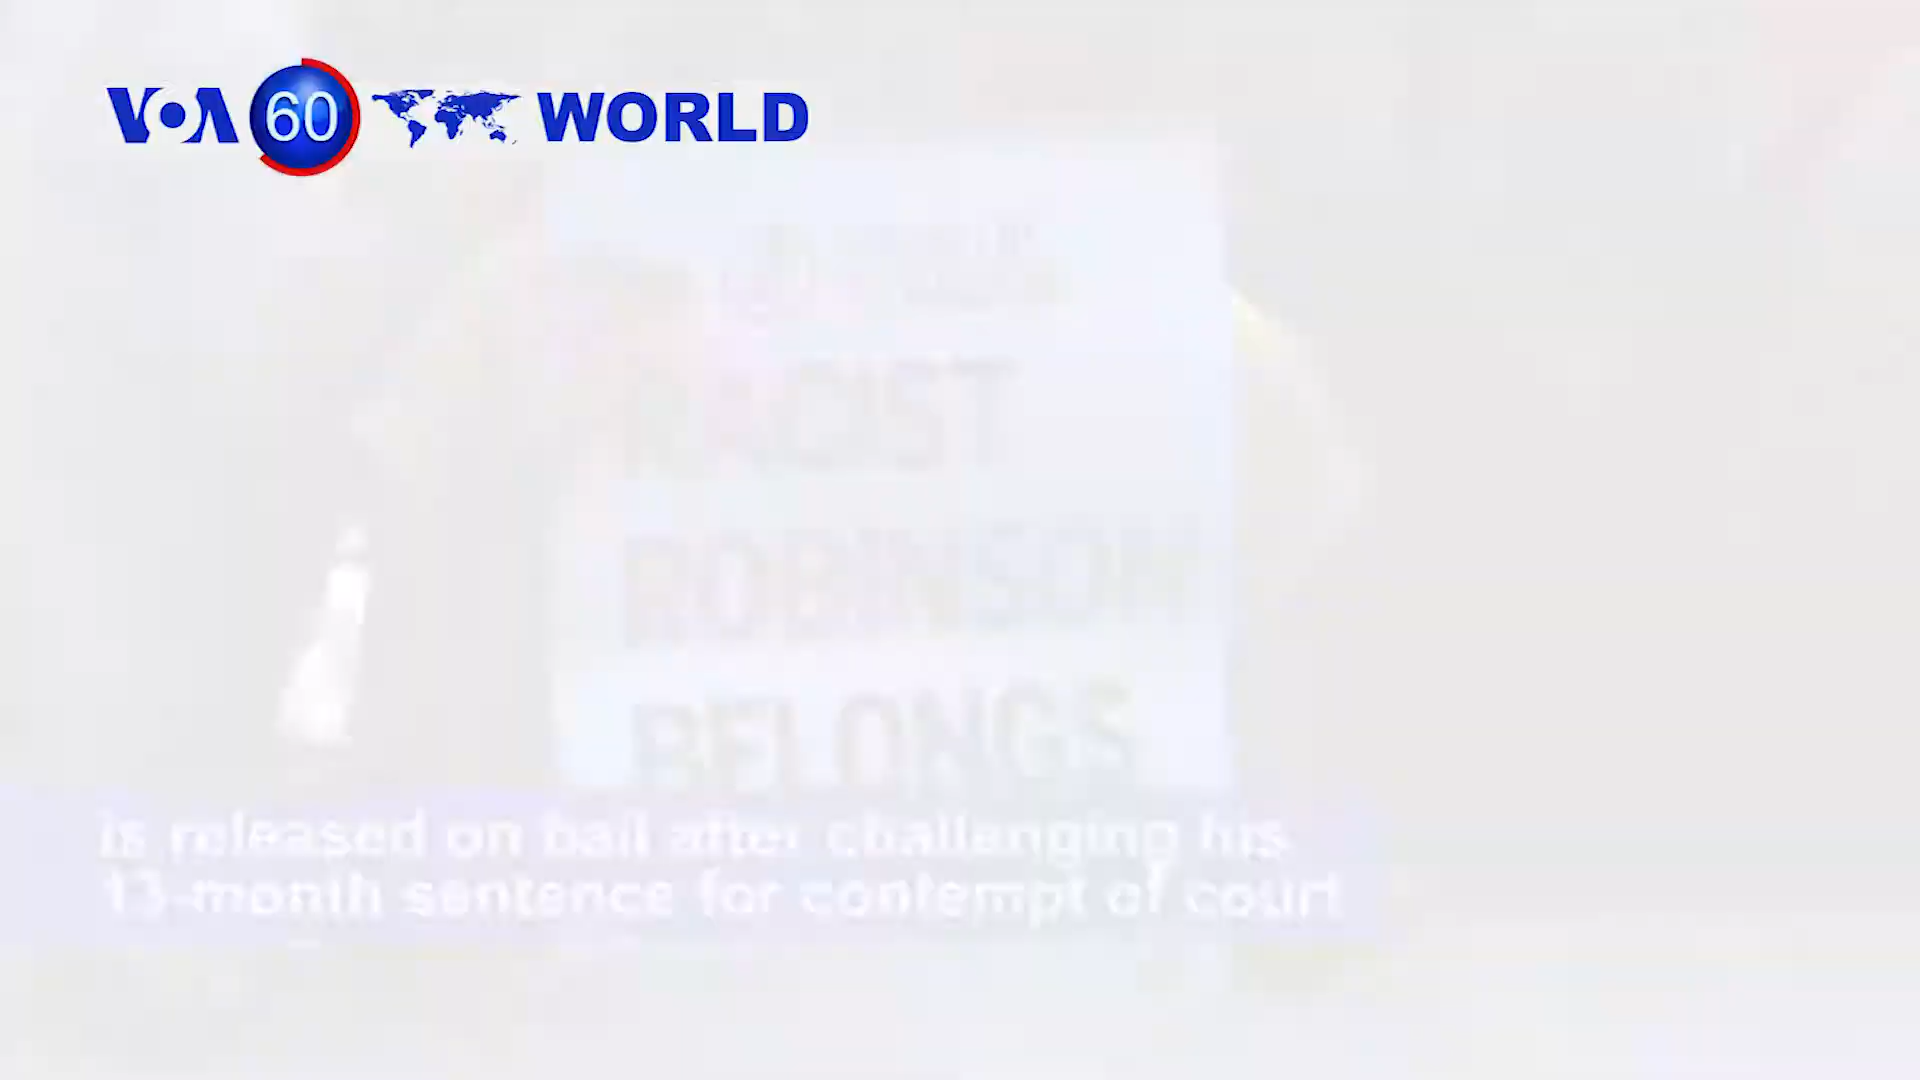 VOA 60 WORLD
RACIST
ROBINSON
BELONGS
is released on bail after challenging his
13-month sentence for contempt of court